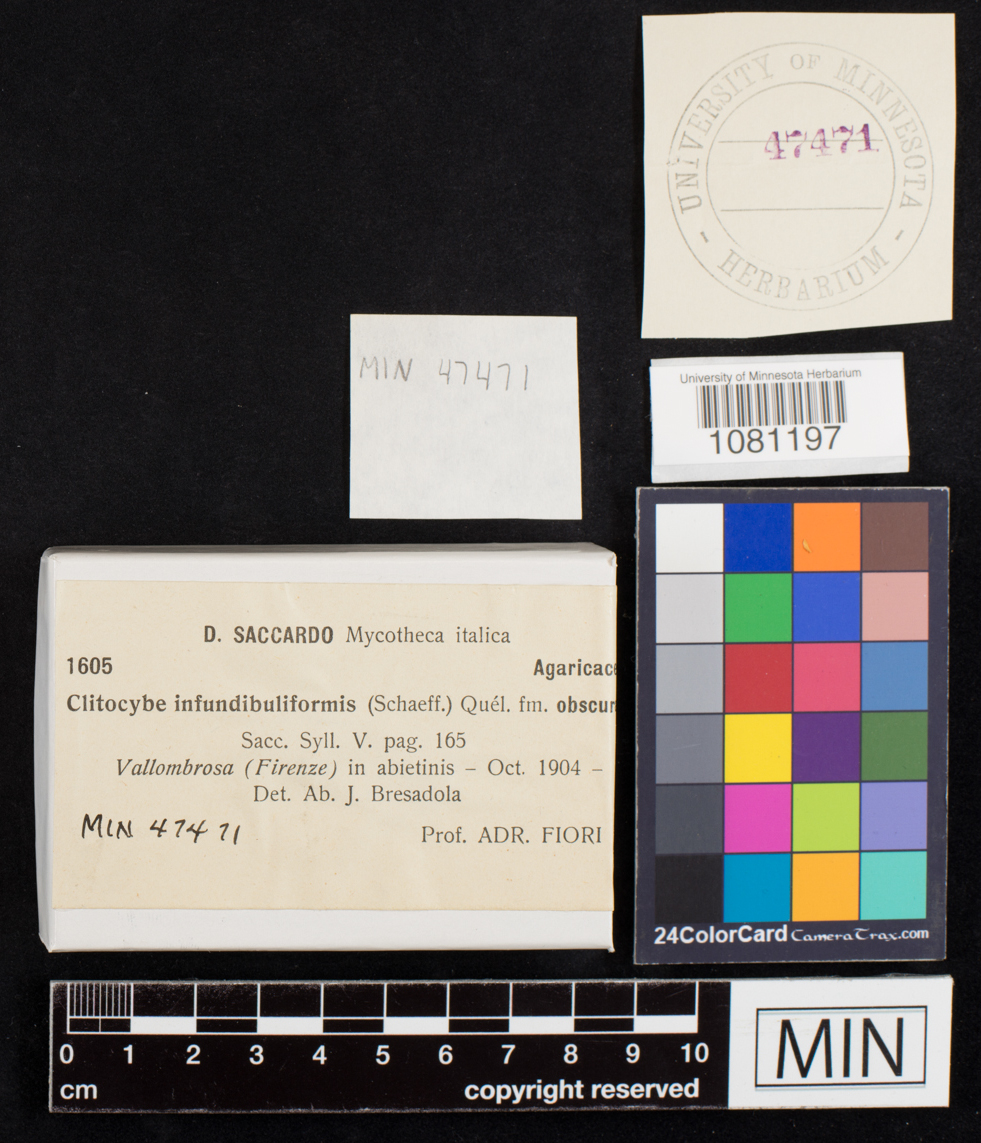 UNIVERSITY OF MINNESOTA
- HERBARIUM -
47471
MIN 47471
University of Minnesota Herbarium
1081197
D. SACCARDO Mycotheca italica
1605
Agaricac
Clitocybe infundibuliformis (Schaeff.) Quél. fm. obscur
Sacc. Syll. V. pag. 165
Vallombrosa (Firenze) in abietinis – Oct. 1904 –
Det. Ab. J. Bresadola
MIN 47471
Prof. ADR. FIORI
24ColorCard CameraTrax.com
0 1 2 3 4 5 6 7 8 9 10
cm
copyright reserved
MIN